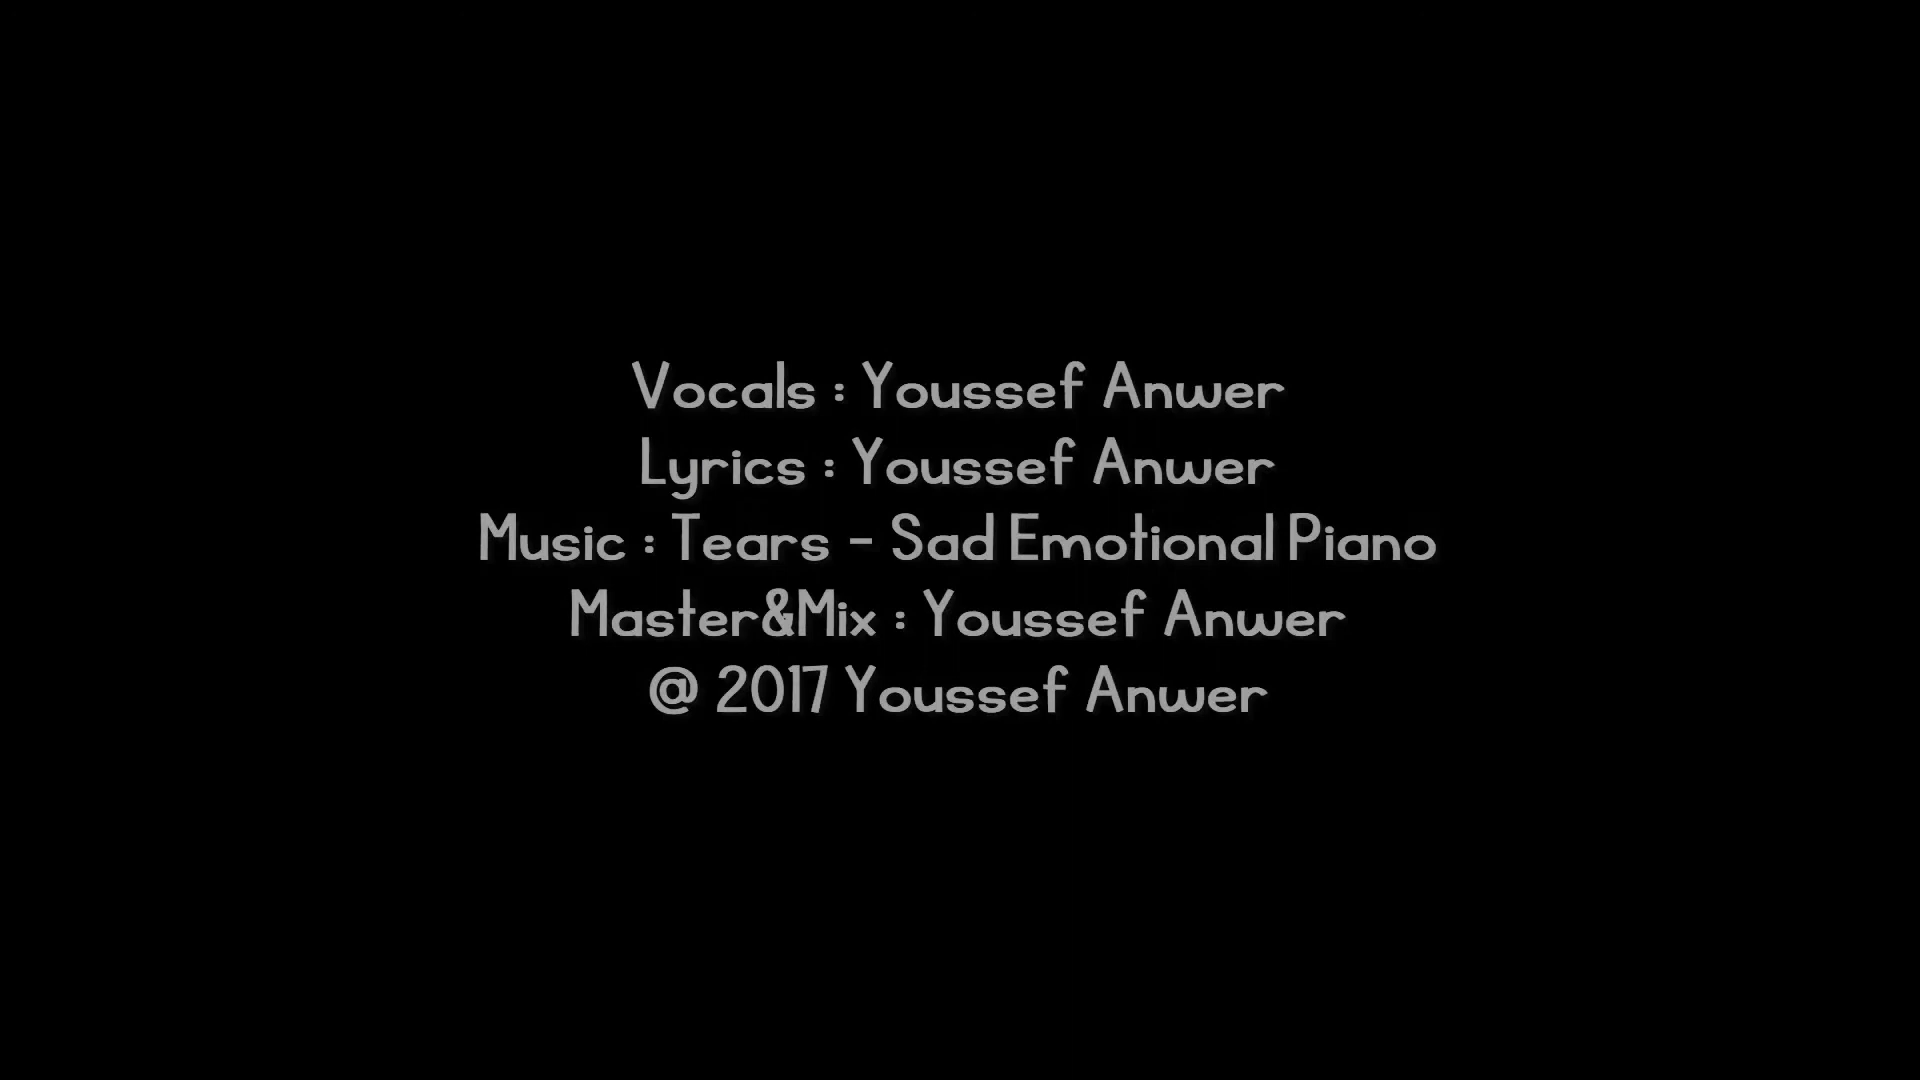 Vocals : Youssef Anwer
Lyrics : Youssef Anwer
Music : Tears - Sad Emotional Piano
Master&Mix : Youssef Anwer
@ 2017 Youssef Anwer